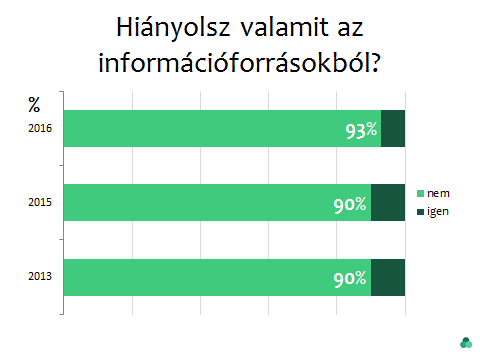 Hiányolsz valamit az
információforrásokból?
%
2016
93%
2015
90%
nem
igen
2013
90%